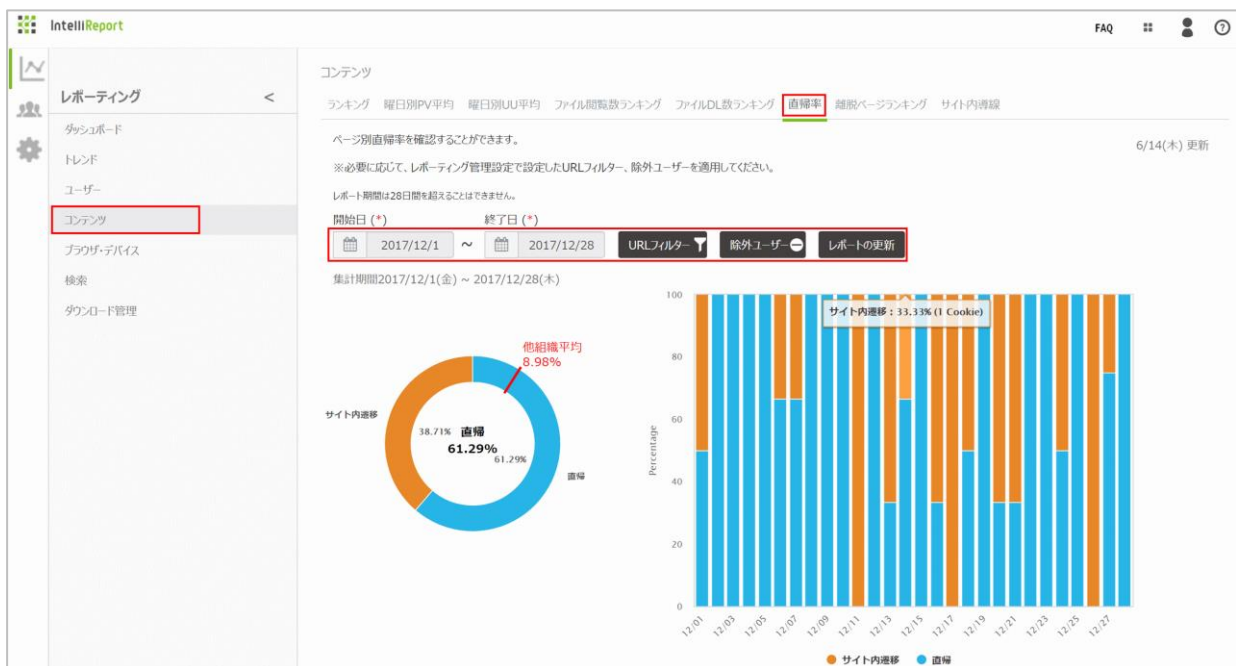 IntelliReport
FAQ
レポーティング <
ダッシュボード
トレンド
ユーザー
コンテンツ
ブラウザ・デバイス
検索
ダウンロード管理
コンテンツ
ランキング 曜日別PV平均 曜日別UU平均 ファイル閲覧数ランキング ファイルDL数ランキング 直帰率 離脱ページランキング サイト内導線
ページ別直帰率を確認することができます。
6/14(木) 更新
※必要に応じて、レポーティング管理設定で設定したURLフィルター、除外ユーザーを適用してください。
レポート期間は28日間を超えることはできません。
開始日 (*) 終了日 (*)
2017/12/1 ~ 2017/12/28 URLフィルター 除外ユーザー レポートの更新
集計期間2017/12/1(金) ~ 2017/12/28(木)
他組織平均
8.98%
サイト内遷移
38.71% 直帰
61.29%
61.29%
直帰
サイト内遷移 : 33.33% (1 Cookie)
Percentage
100
80
60
40
20
0
12/01 12/03 12/05 12/07 12/09 12/11 12/13 12/15 12/17 12/19 12/21 12/23 12/25 12/27
サイト内遷移 直帰